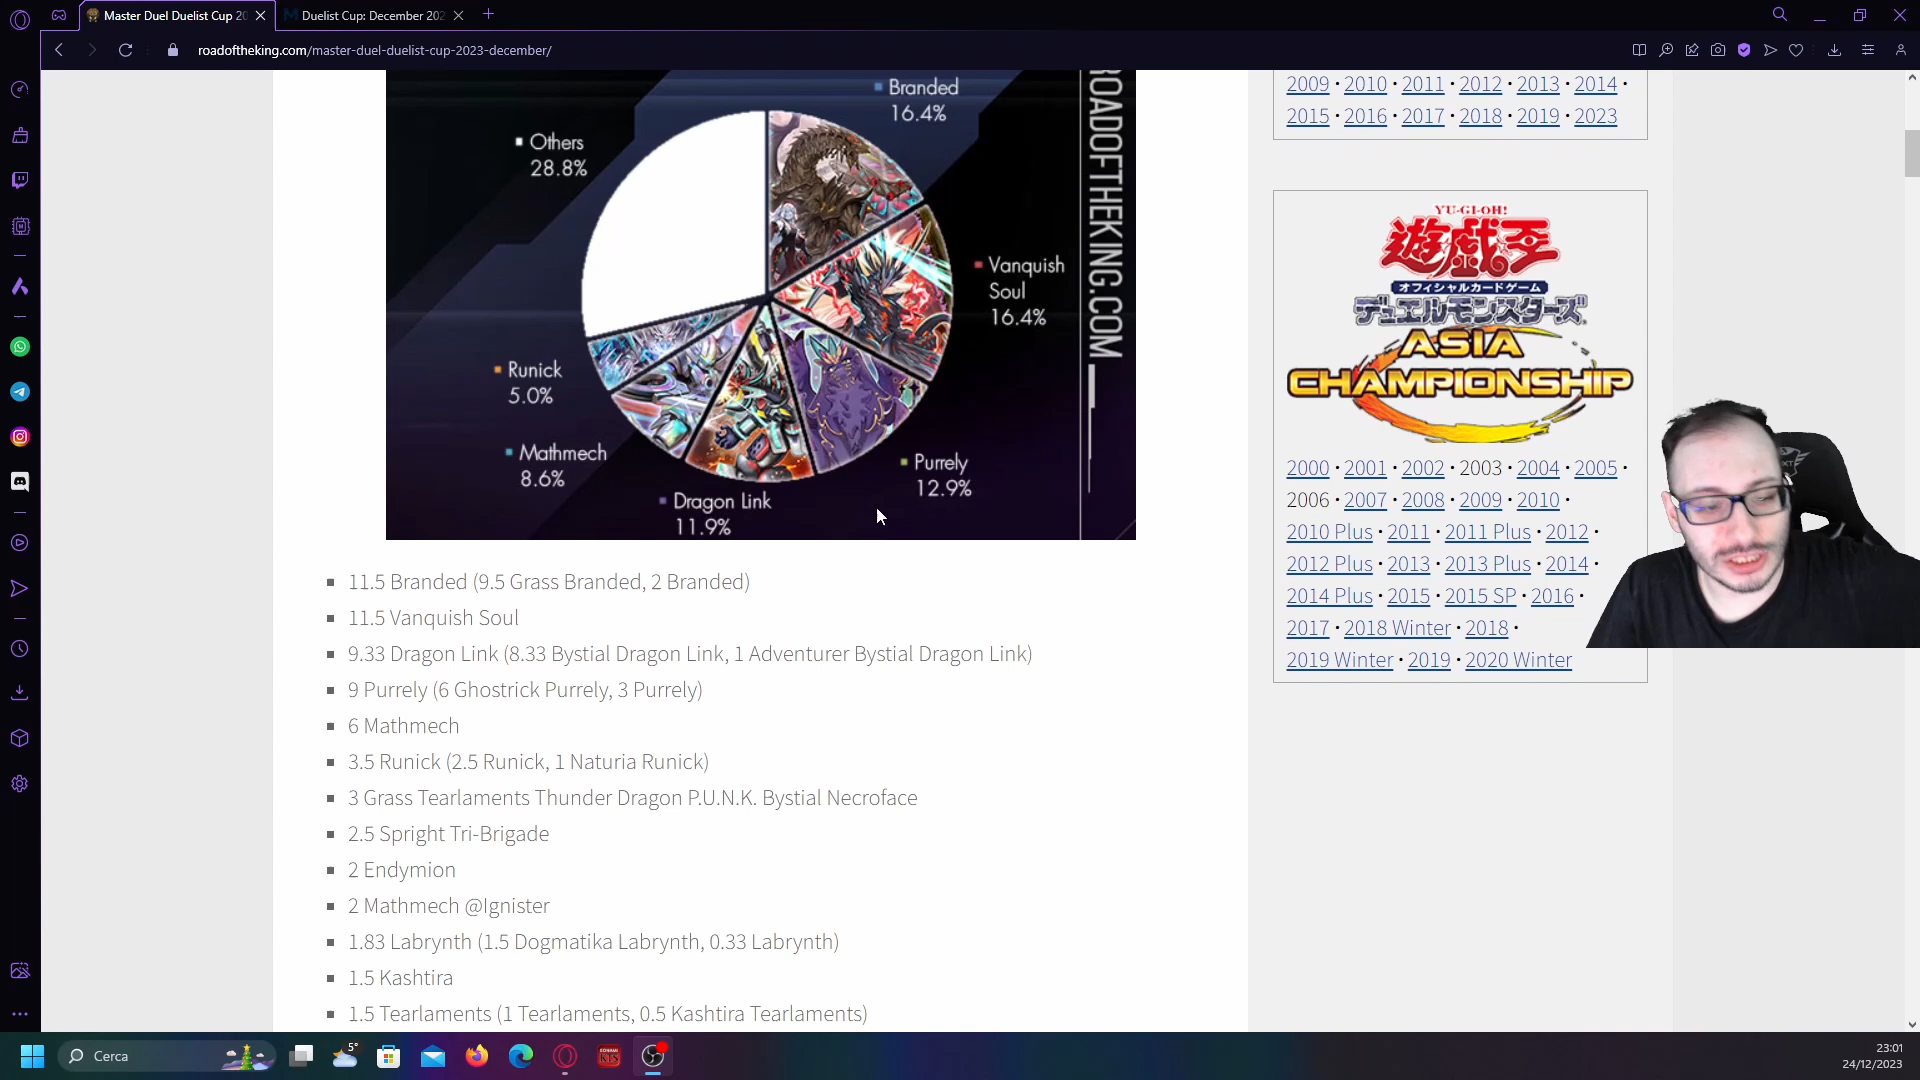 Master Duel Duelist Cup 20
Duelist Cup: December 202
roadoftheking.com/master-duel-duelist-cup-2023-december/
Branded
16.4%
Others
28.8%
Vanquish
Soul
16.4%
Runick
5.0%
Mathmech
8.6%
Purrely
12.9%
Dragon Link
11.9%
ROADOFTHEKING.COM
11.5 Branded (9.5 Grass Branded, 2 Branded)
11.5 Vanquish Soul
9.33 Dragon Link (8.33 Bystial Dragon Link, 1 Adventurer Bystial Dragon Link)
9 Purrely (6 Ghostrick Purrely, 3 Purrely)
6 Mathmech
3.5 Runick (2.5 Runick, 1 Naturia Runick)
3 Grass Tearlaments Thunder Dragon P.U.N.K. Bystial Necroface
2.5 Spright Tri-Brigade
2 Endymion
2 Mathmech @Ignister
1.83 Labrynth (1.5 Dogmatika Labrynth, 0.33 Labrynth)
1.5 Kashtira
1.5 Tearlaments (1 Tearlaments, 0.5 Kashtira Tearlaments)
2009 · 2010 · 2011 · 2012 · 2013 · 2014 ·
2015 · 2016 · 2017 · 2018 · 2019 · 2023
YU-GI-OH!
遊戯王
オフィシャルカードゲーム
デュエルモンスターズ
ASIA
CHAMPIONSHIP
2000 · 2001 · 2002 · 2003 · 2004 · 2005 ·
2006 · 2007 · 2008 · 2009 · 2010 ·
2010 Plus · 2011 · 2011 Plus · 2012 ·
2012 Plus · 2013 · 2013 Plus · 2014 ·
2014 Plus · 2015 · 2015 SP · 2016 ·
2017 · 2018 Winter · 2018 ·
2019 Winter · 2019 · 2020 Winter
Cerca
5°
KONAMI
KTS
23:01
24/12/2023